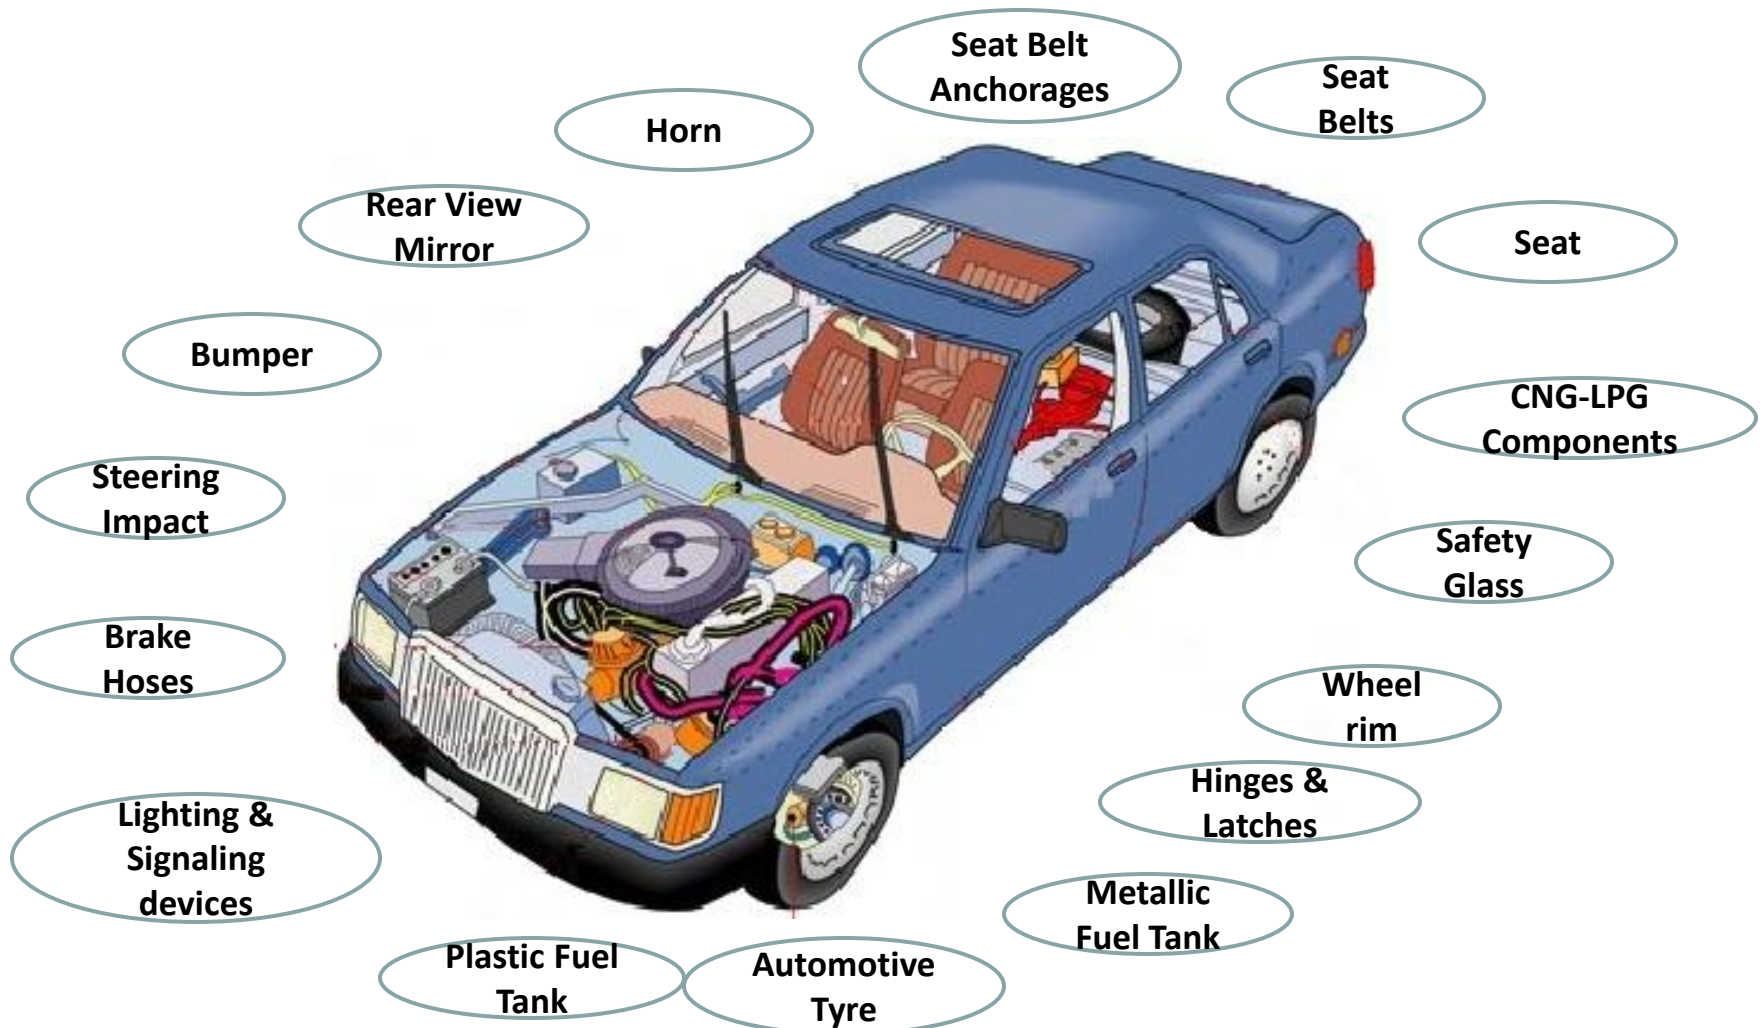 Seat Belt
Anchorages
Seat
Belts
Horn
Rear View
Mirror
Seat
Bumper
CNG-LPG
Components
Steering
Impact
Safety
Glass
Brake
Hoses
Wheel
rim
Hinges &
Latches
Lighting &
Signaling
devices
Metallic
Fuel Tank
Plastic Fuel
Tank
Automotive
Tyre